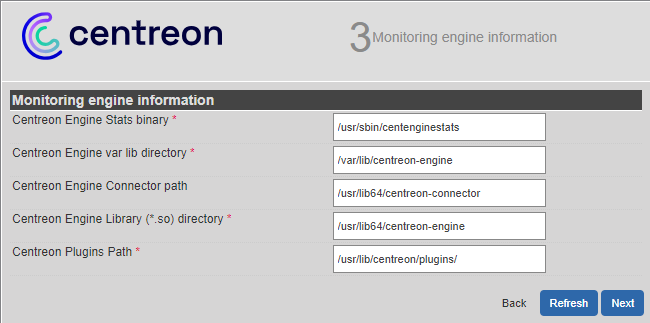 centreon
3 Monitoring engine information
Monitoring engine information
Centreon Engine Stats binary * /usr/sbin/centenginestats
Centreon Engine var lib directory * /var/lib/centreon-engine
Centreon Engine Connector path /usr/lib64/centreon-connector
Centreon Engine Library (*.so) directory * /usr/lib64/centreon-engine
Centreon Plugins Path * /usr/lib/centreon/plugins/
Back Refresh Next